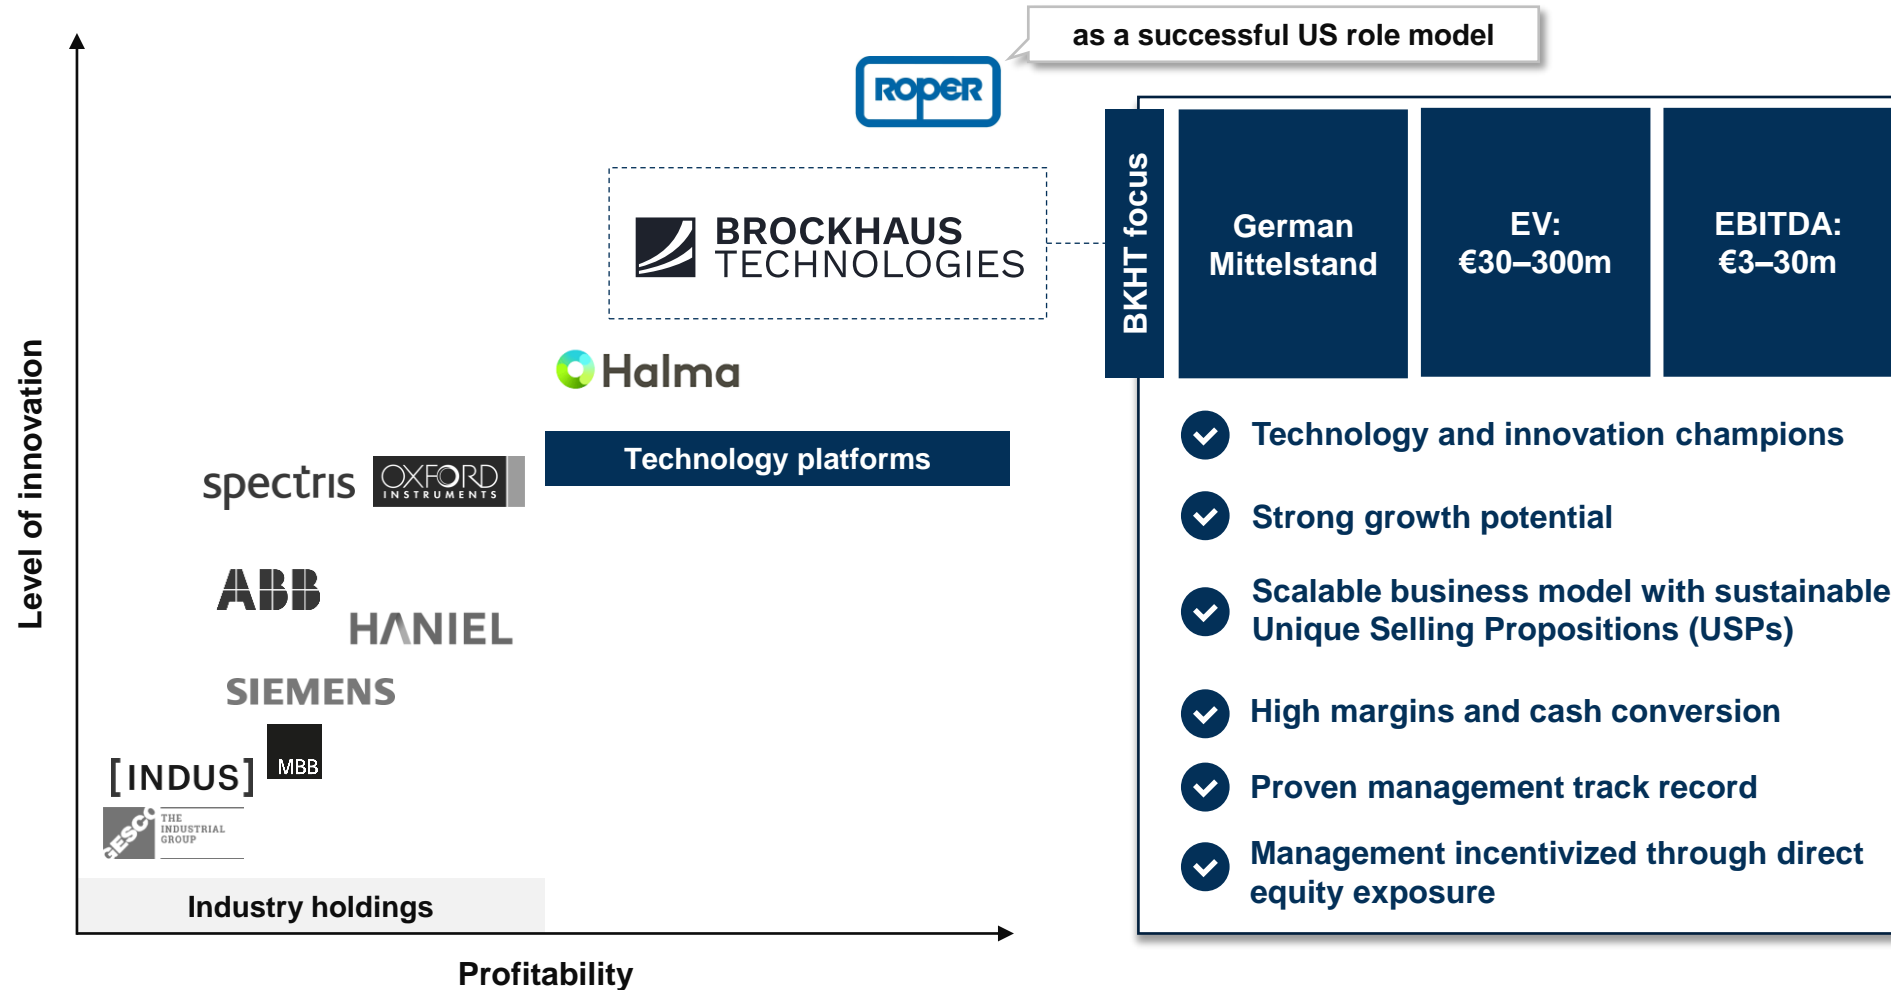 as a successful US role model
ROPER
BROCKHAUS
TECHNOLOGIES
Halma
Technology platforms
spectris
OXFORD
INSTRUMENTS
ABB
HANIEL
SIEMENS
MBB
[INDUS]
GESCO
THE
INDUSTRIAL
GROUP
Industry holdings
Level of innovation
Profitability
BKHT focus
German
Mittelstand
EV:
€30–300m
EBITDA:
€3–30m
Technology and innovation champions
Strong growth potential
Scalable business model with sustainable
Unique Selling Propositions (USPs)
High margins and cash conversion
Proven management track record
Management incentivized through direct
equity exposure